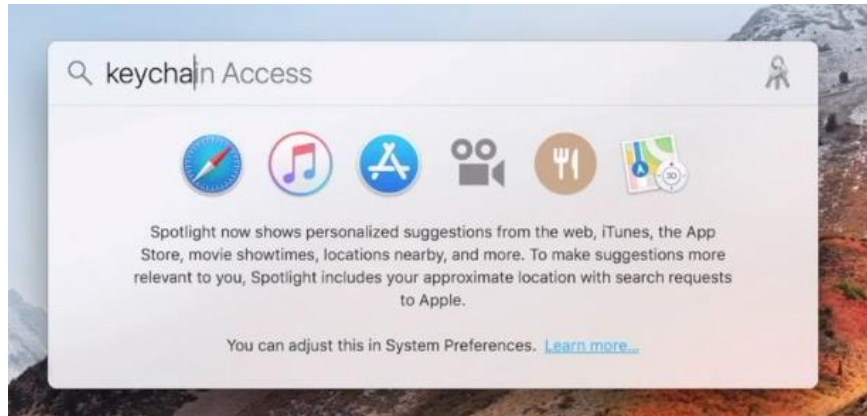 keychain Access
Spotlight now shows personalized suggestions from the web, iTunes, the App
Store, movie showtimes, locations nearby, and more. To make suggestions more
relevant to you, Spotlight includes your approximate location with search requests
to Apple.
You can adjust this in System Preferences. Learn more...
3D